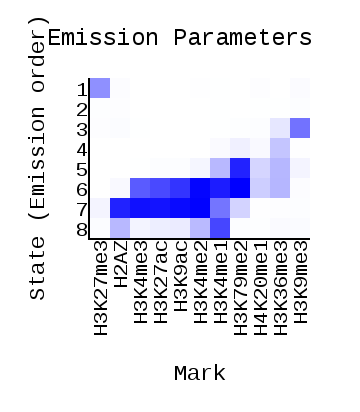 Emission Parameters
State (Emission order)
1
2
3
4
5
6
7
8
H3K27me3
H2AZ
H3K4me3
H3K27ac
H3K9ac
H3K4me2
H3K4me1
H3K79me2
H4K20me1
H3K36me3
H3K9me3
Mark